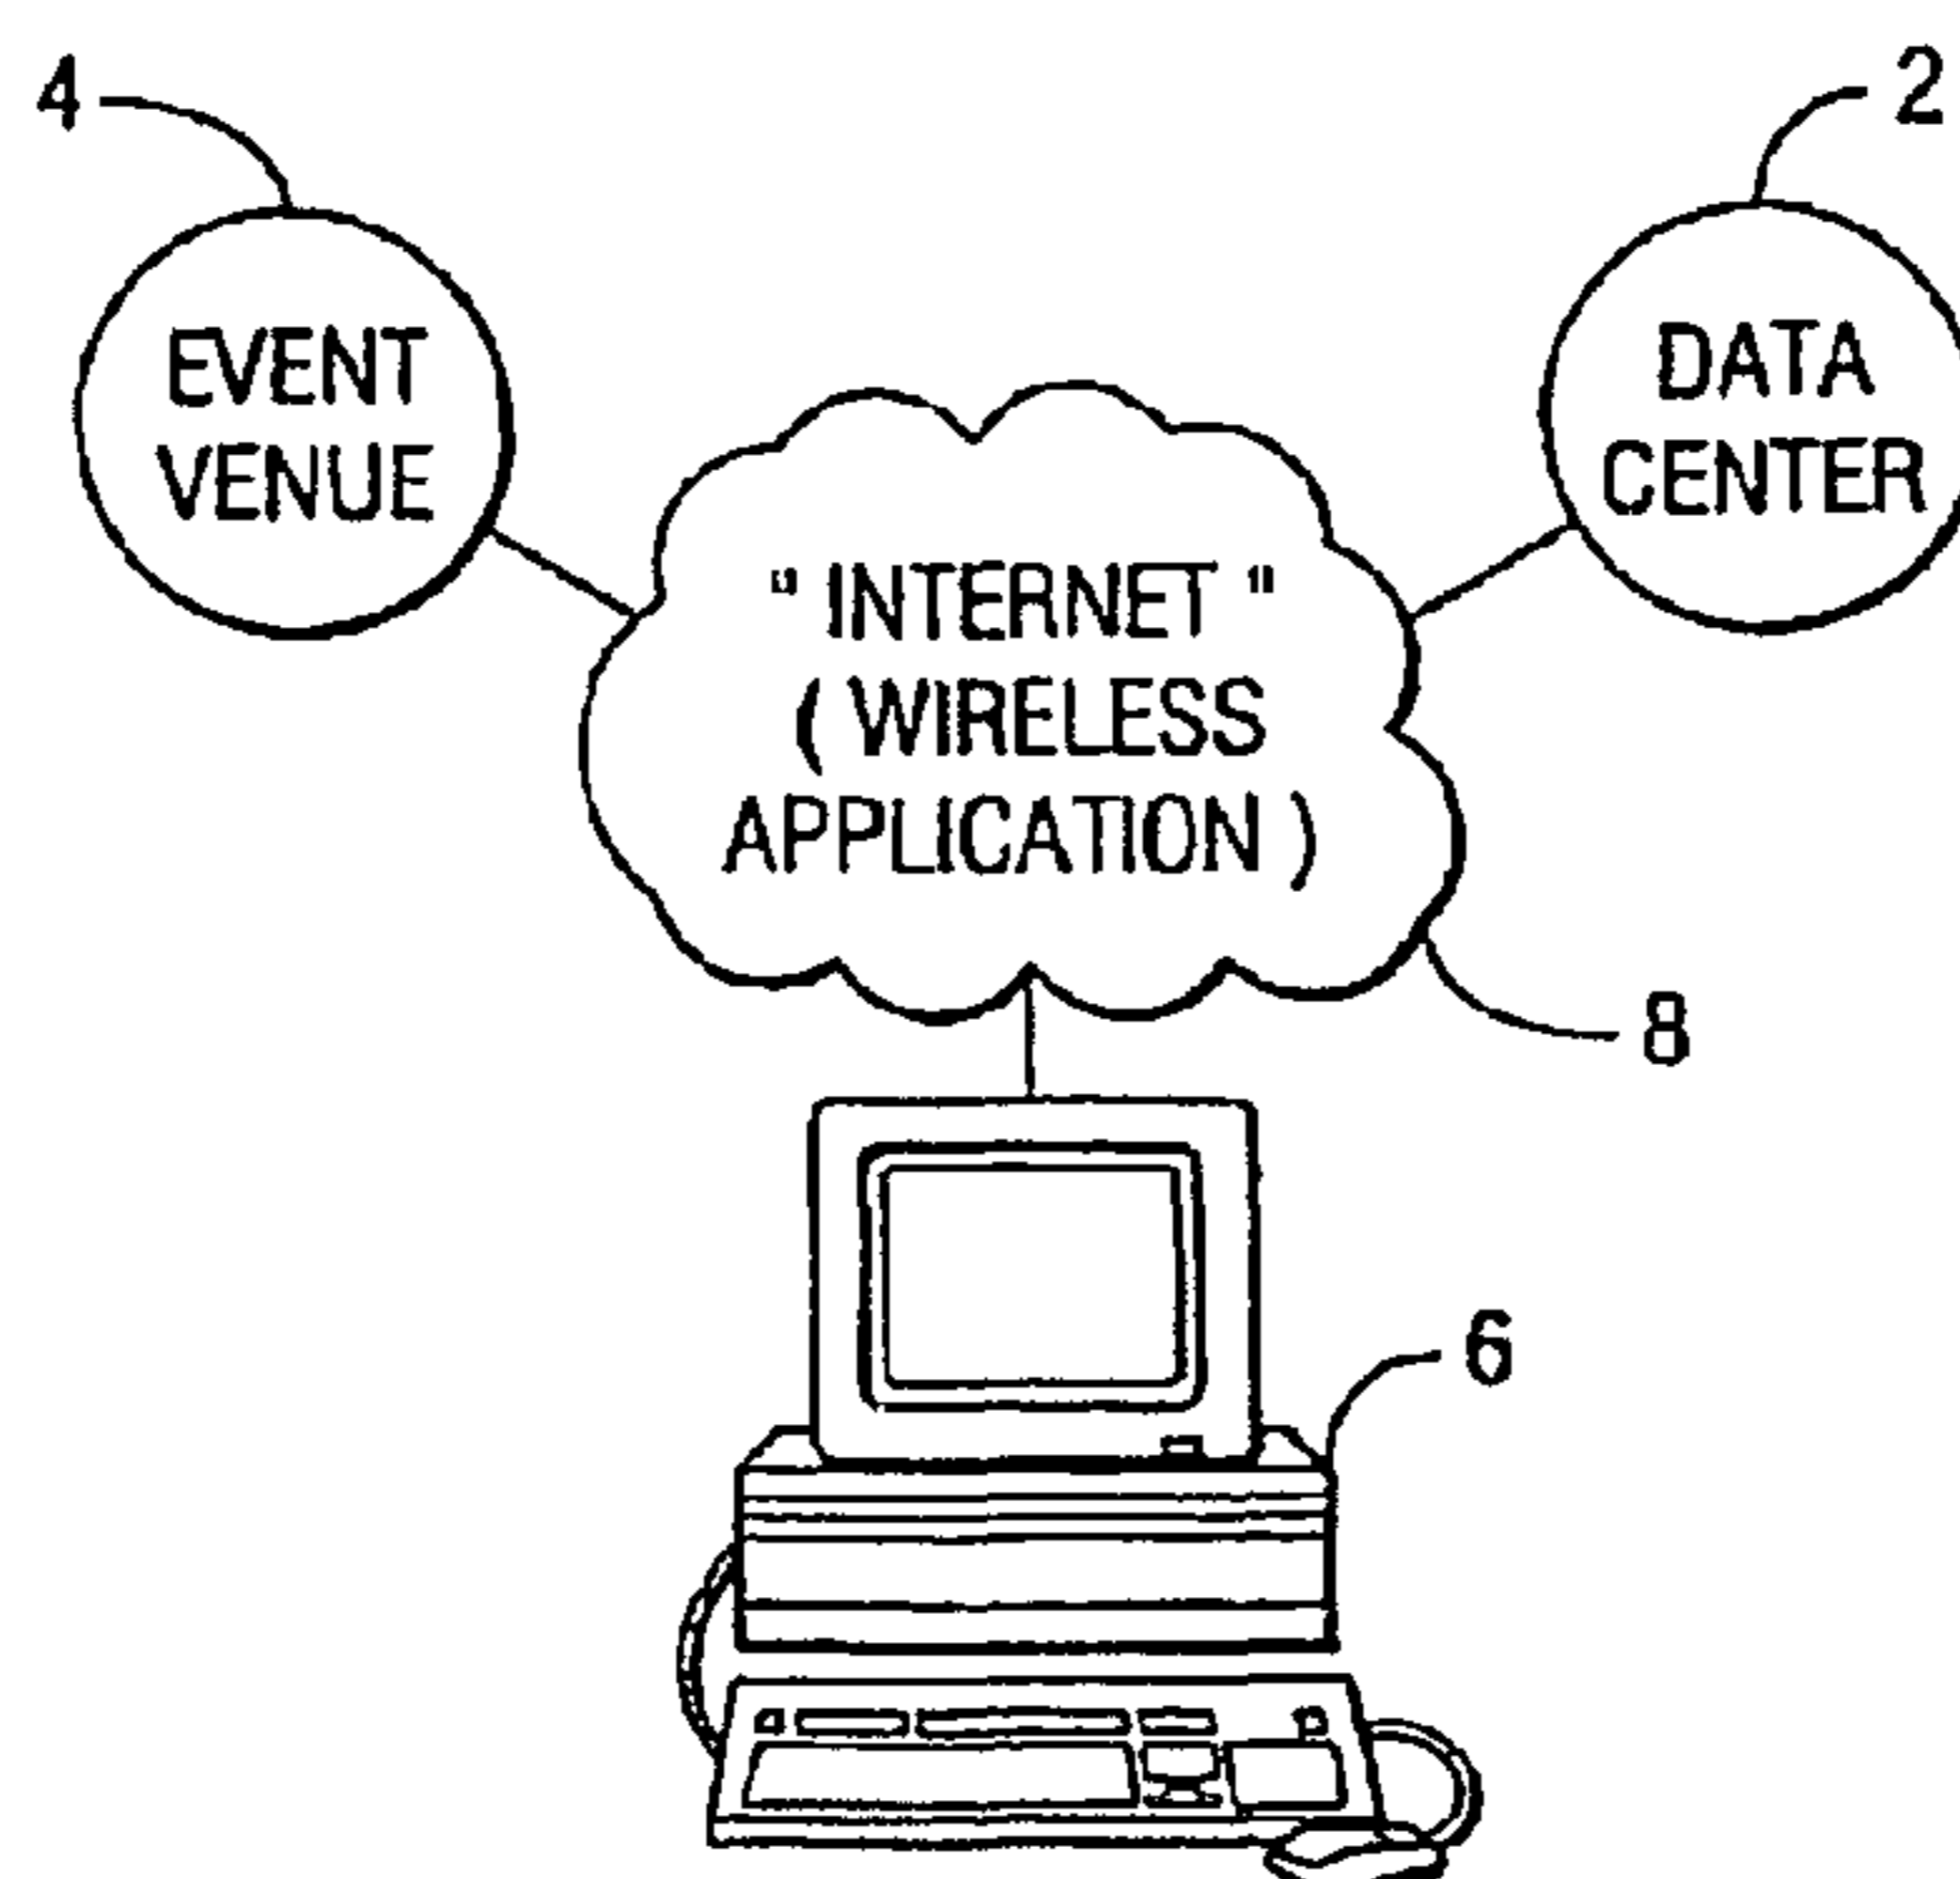 4
2
EVENT
VENUE
DATA
CENTER
" INTERNET "
( WIRELESS
APPLICATION )
8
6